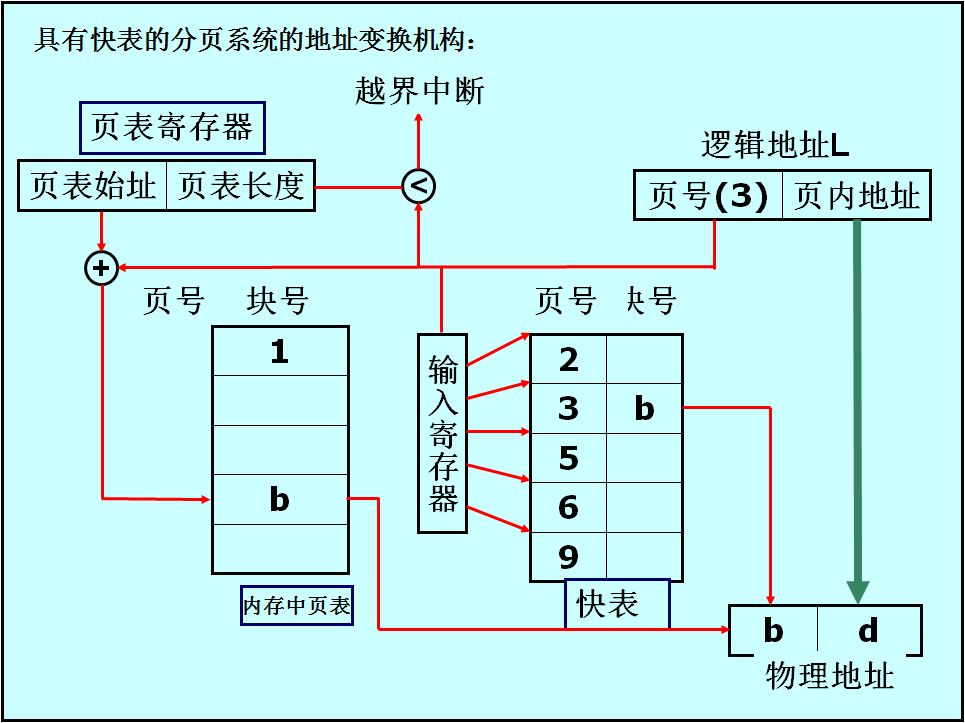 具有快表的分页系统的地址变换机构：
越界中断
页表寄存器
逻辑地址L
页表始址 页表长度
<
页号(3) 页内地址
+
页号 块号
页号 块号
1
输入寄存器
2
3 b
5
b
6
9
内存中页表
快表
b d
物理地址